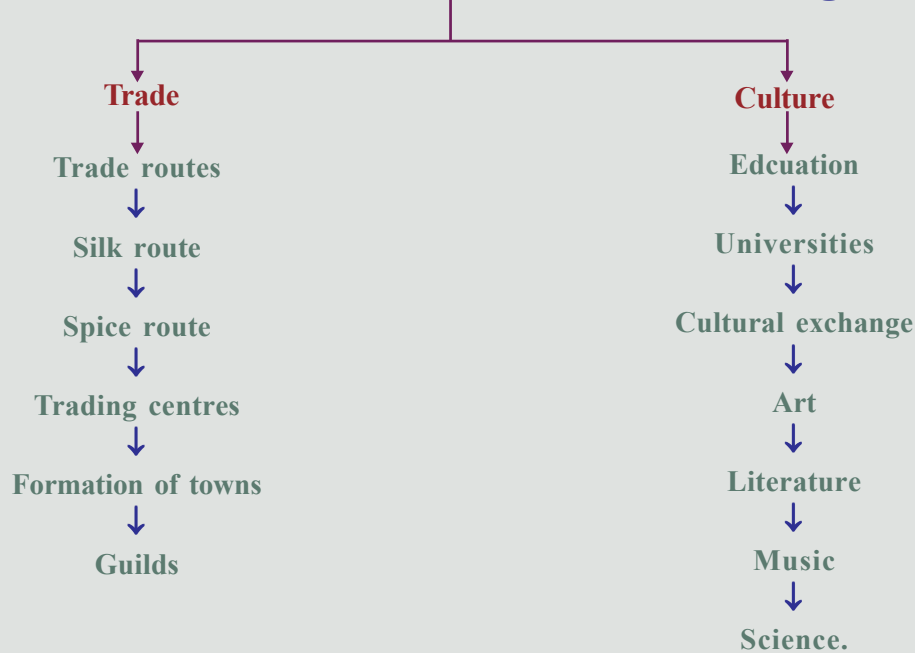 Trade
Trade routes
Silk route
Spice route
Trading centres
Formation of towns
Guilds
Culture
Edcuation
Universities
Cultural exchange
Art
Literature
Music
Science.